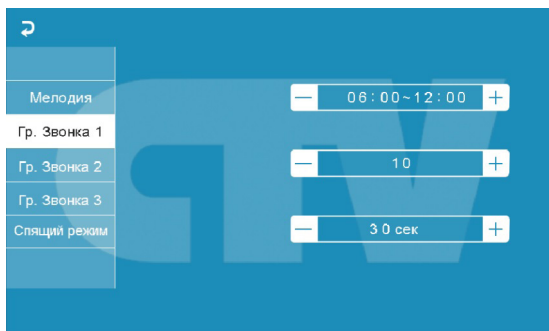 Мелодия
Гр. Звонка 1
Гр. Звонка 2
Гр. Звонка 3
Спящий режим
— 06:00~12:00 +
— 10 +
— 30 сек +
CTV